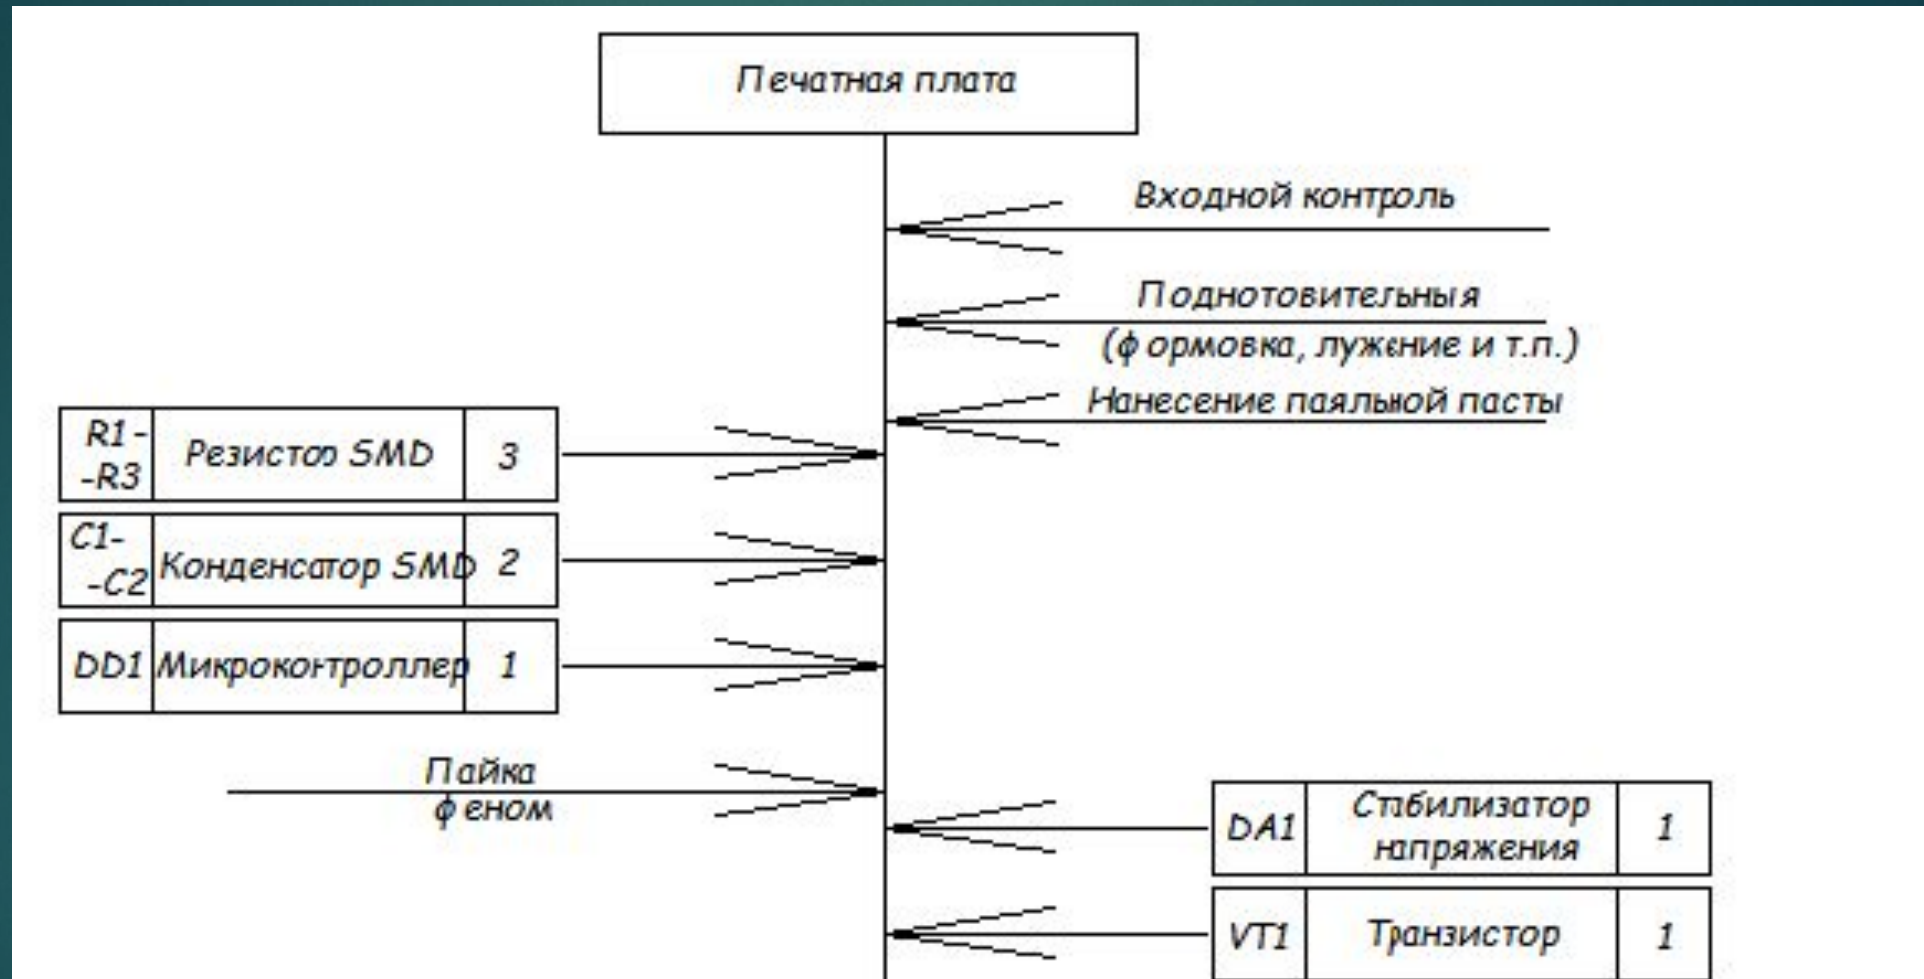 Печатная плата
Входной контроль
Поднотовительныя
(формовка, лужение и т.п.)
Нанесение паяльной пасты
R1-
-R3
Резистор SMD
3
C1-
-C2
Конденсатор SMD
2
DD1
Микроконтроллер
1
Пайка
феном
DA1
Стабилизатор
напряжения
1
VT1
Транзистор
1